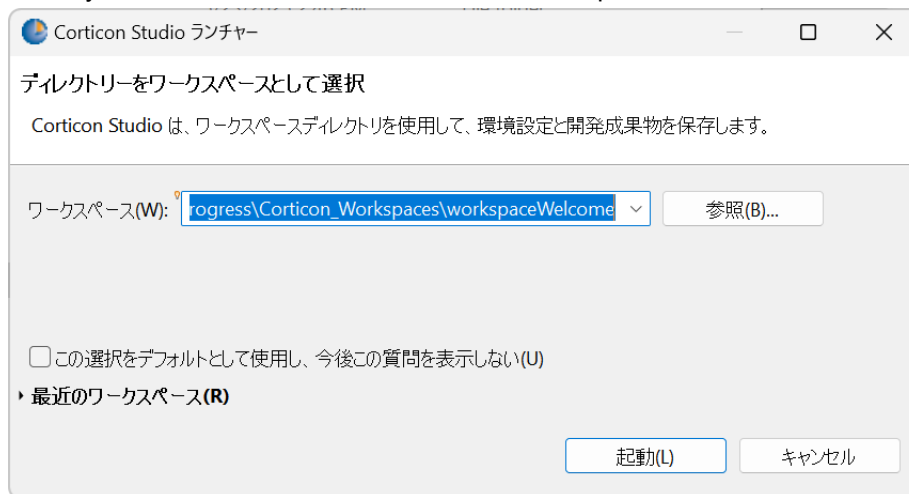 Corticon Studio ランチャー
ディレクトリーをワークスペースとして選択
Corticon Studio は、ワークスペースディレクトリを使用して、環境設定と開発成果物を保存します。
ワークスペース(W): rogress\Corticon_Workspaces\workspaceWelcome 参照(B)...
この選択をデフォルトとして使用し、今後この質問を表示しない(U)
最近のワークスペース(R)
起動(L) キャンセル